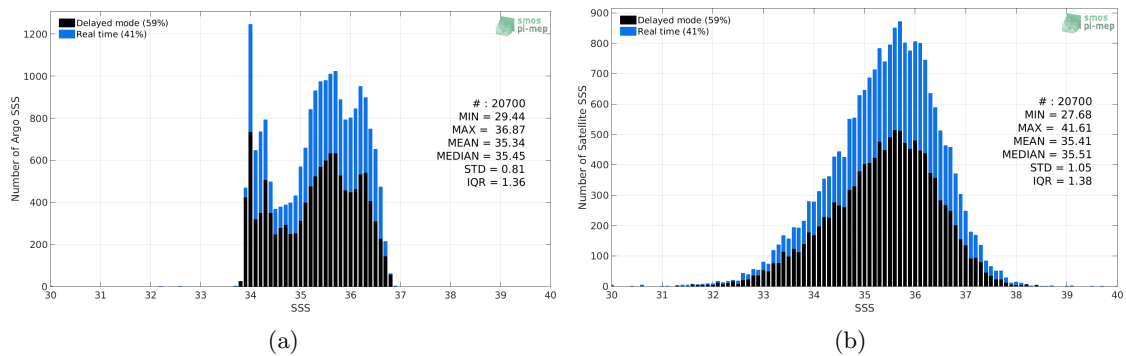 Delayed mode (59%)
Real time (41%)
smos
pi-mep
1200
1000
800
600
400
200
0
Number of Argo SSS
# : 20700
MIN = 29.44
MAX = 36.87
MEAN = 35.34
MEDIAN = 35.45
STD = 0.81
IQR = 1.36
30 31 32 33 34 35 36 37 38 39 40
SSS
(a)
Delayed mode (59%)
Real time (41%)
smos
pi-mep
900
800
700
600
500
400
300
200
100
0
Number of Satellite SSS
# : 20700
MIN = 27.68
MAX = 41.61
MEAN = 35.41
MEDIAN = 35.51
STD = 1.05
IQR = 1.38
30 31 32 33 34 35 36 37 38 39 40
SSS
(b)